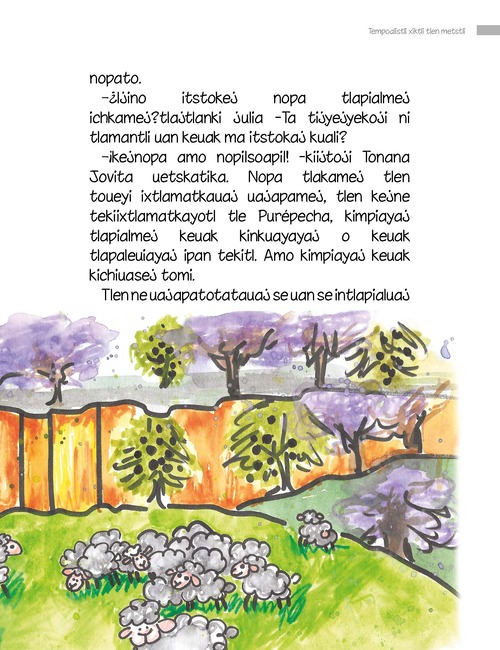 Tempoalistli xiktli tlen metstli
nopato.
–¿Ijino itstokej nopa tlapialmej
ichkamej?tlajtlanki julia -Ta tijyejyekoji ni
tlamantli uan keuak ma itstokaj kuali?
–ikejnopa amo nopilsoapil! -kiijtoji Tonana
Jovita uetskatika. Nopa tlakamej tlen
toueyi ixtlamatkauaj uajapamej, tlen kejne
tekiixtlamatkayotl tle Purépecha, kimpiayaj
tlapialmej keuak kinkuayayaj o keuak
tlapaleuiayaj ipan tekitl. Amo kimpiayaj keuak
kichiuasej tomi.
Tlen ne uajapatotatauaj se uan se intlapialuaj